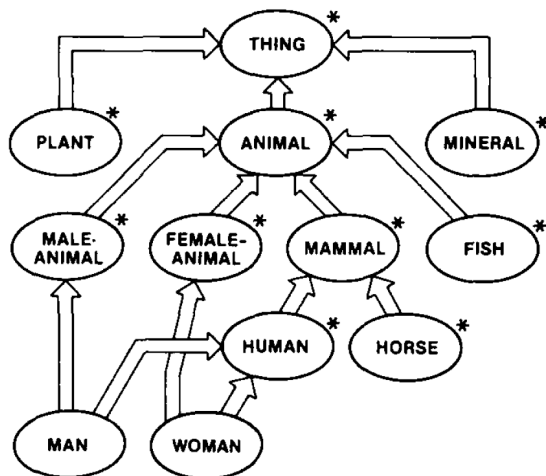 THING *
PLANT *
ANIMAL *
MINERAL *
MALE-
ANIMAL *
FEMALE-
ANIMAL *
MAMMAL *
FISH *
HUMAN *
HORSE *
MAN
WOMAN